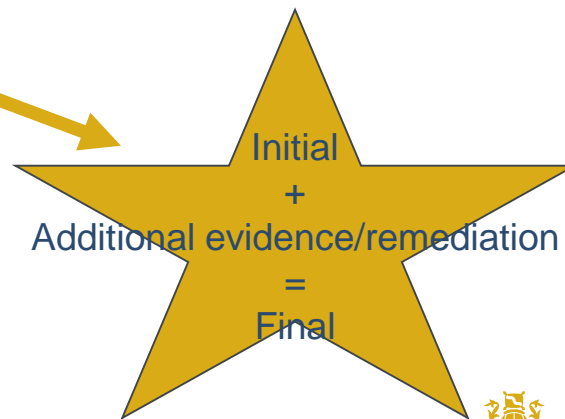 Initial
+
Additional evidence/remediation
=
Final